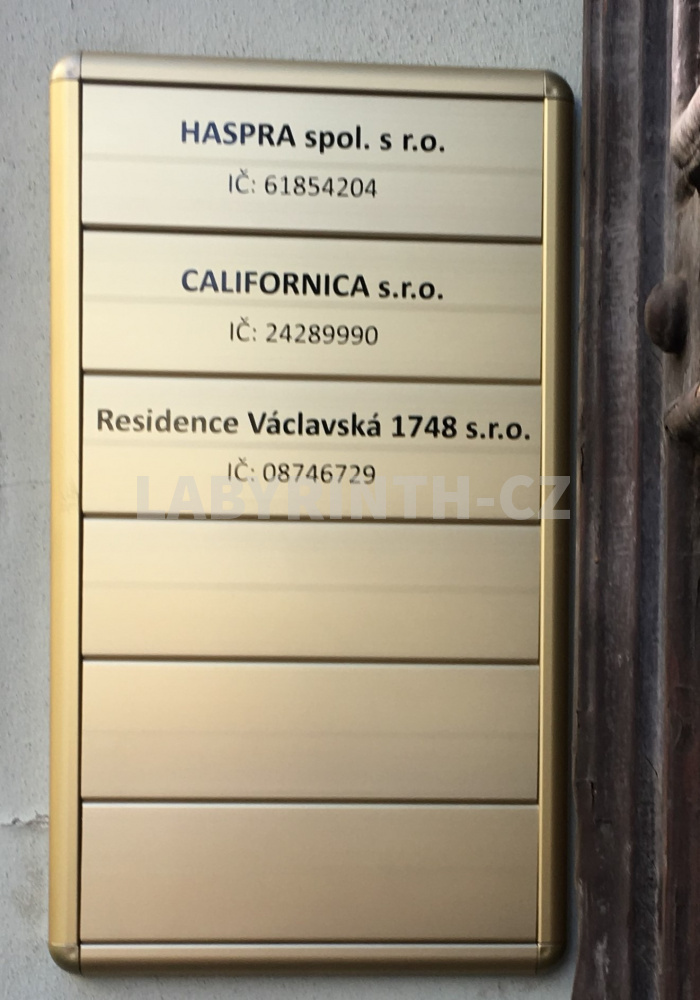 HASPRA spol. s r.o.
IČ: 61854204
CALIFORNICA s.r.o.
IČ: 24289990
Residence Václavská 1748 s.r.o.
IČ: 08746729
LABYRINTH-CZ